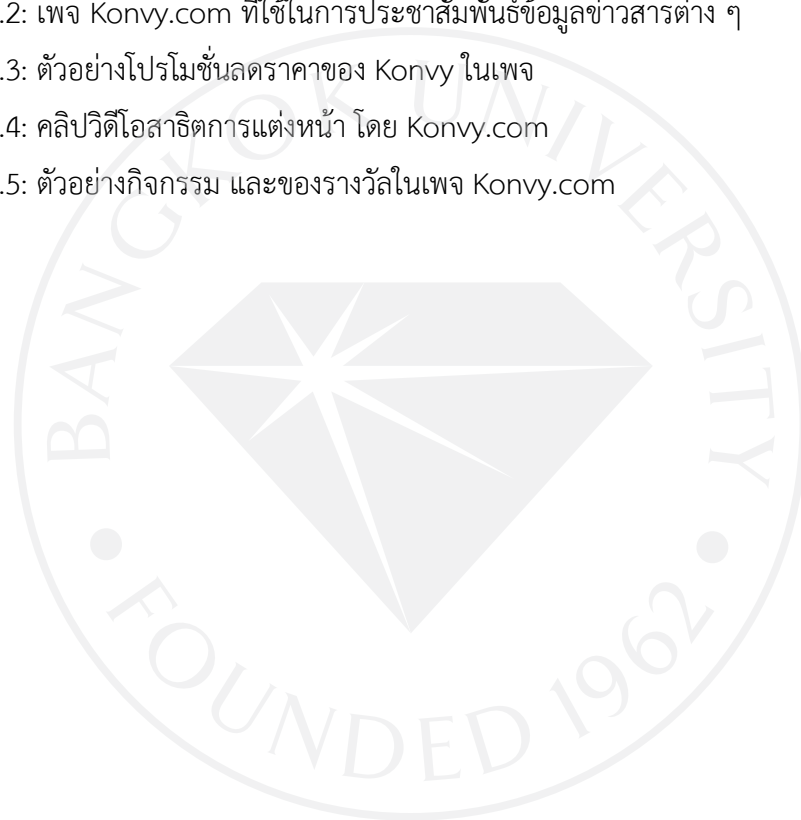 .2: เพจ Konvy.com ที่ใช้ในการประชาสัมพันธ์ข้อมูลข่าวสารต่าง ๆ
.3: ตัวอย่างโปรโมชั่นลดราคาของ Konvy ในเพจ
.4: คลิปวิดีโอสาธิตการแต่งหน้า โดย Konvy.com
.5: ตัวอย่างกิจกรรม และของรางวัลในเพจ Konvy.com
BANGKOK UNIVERSITY
FOUNDED 1962